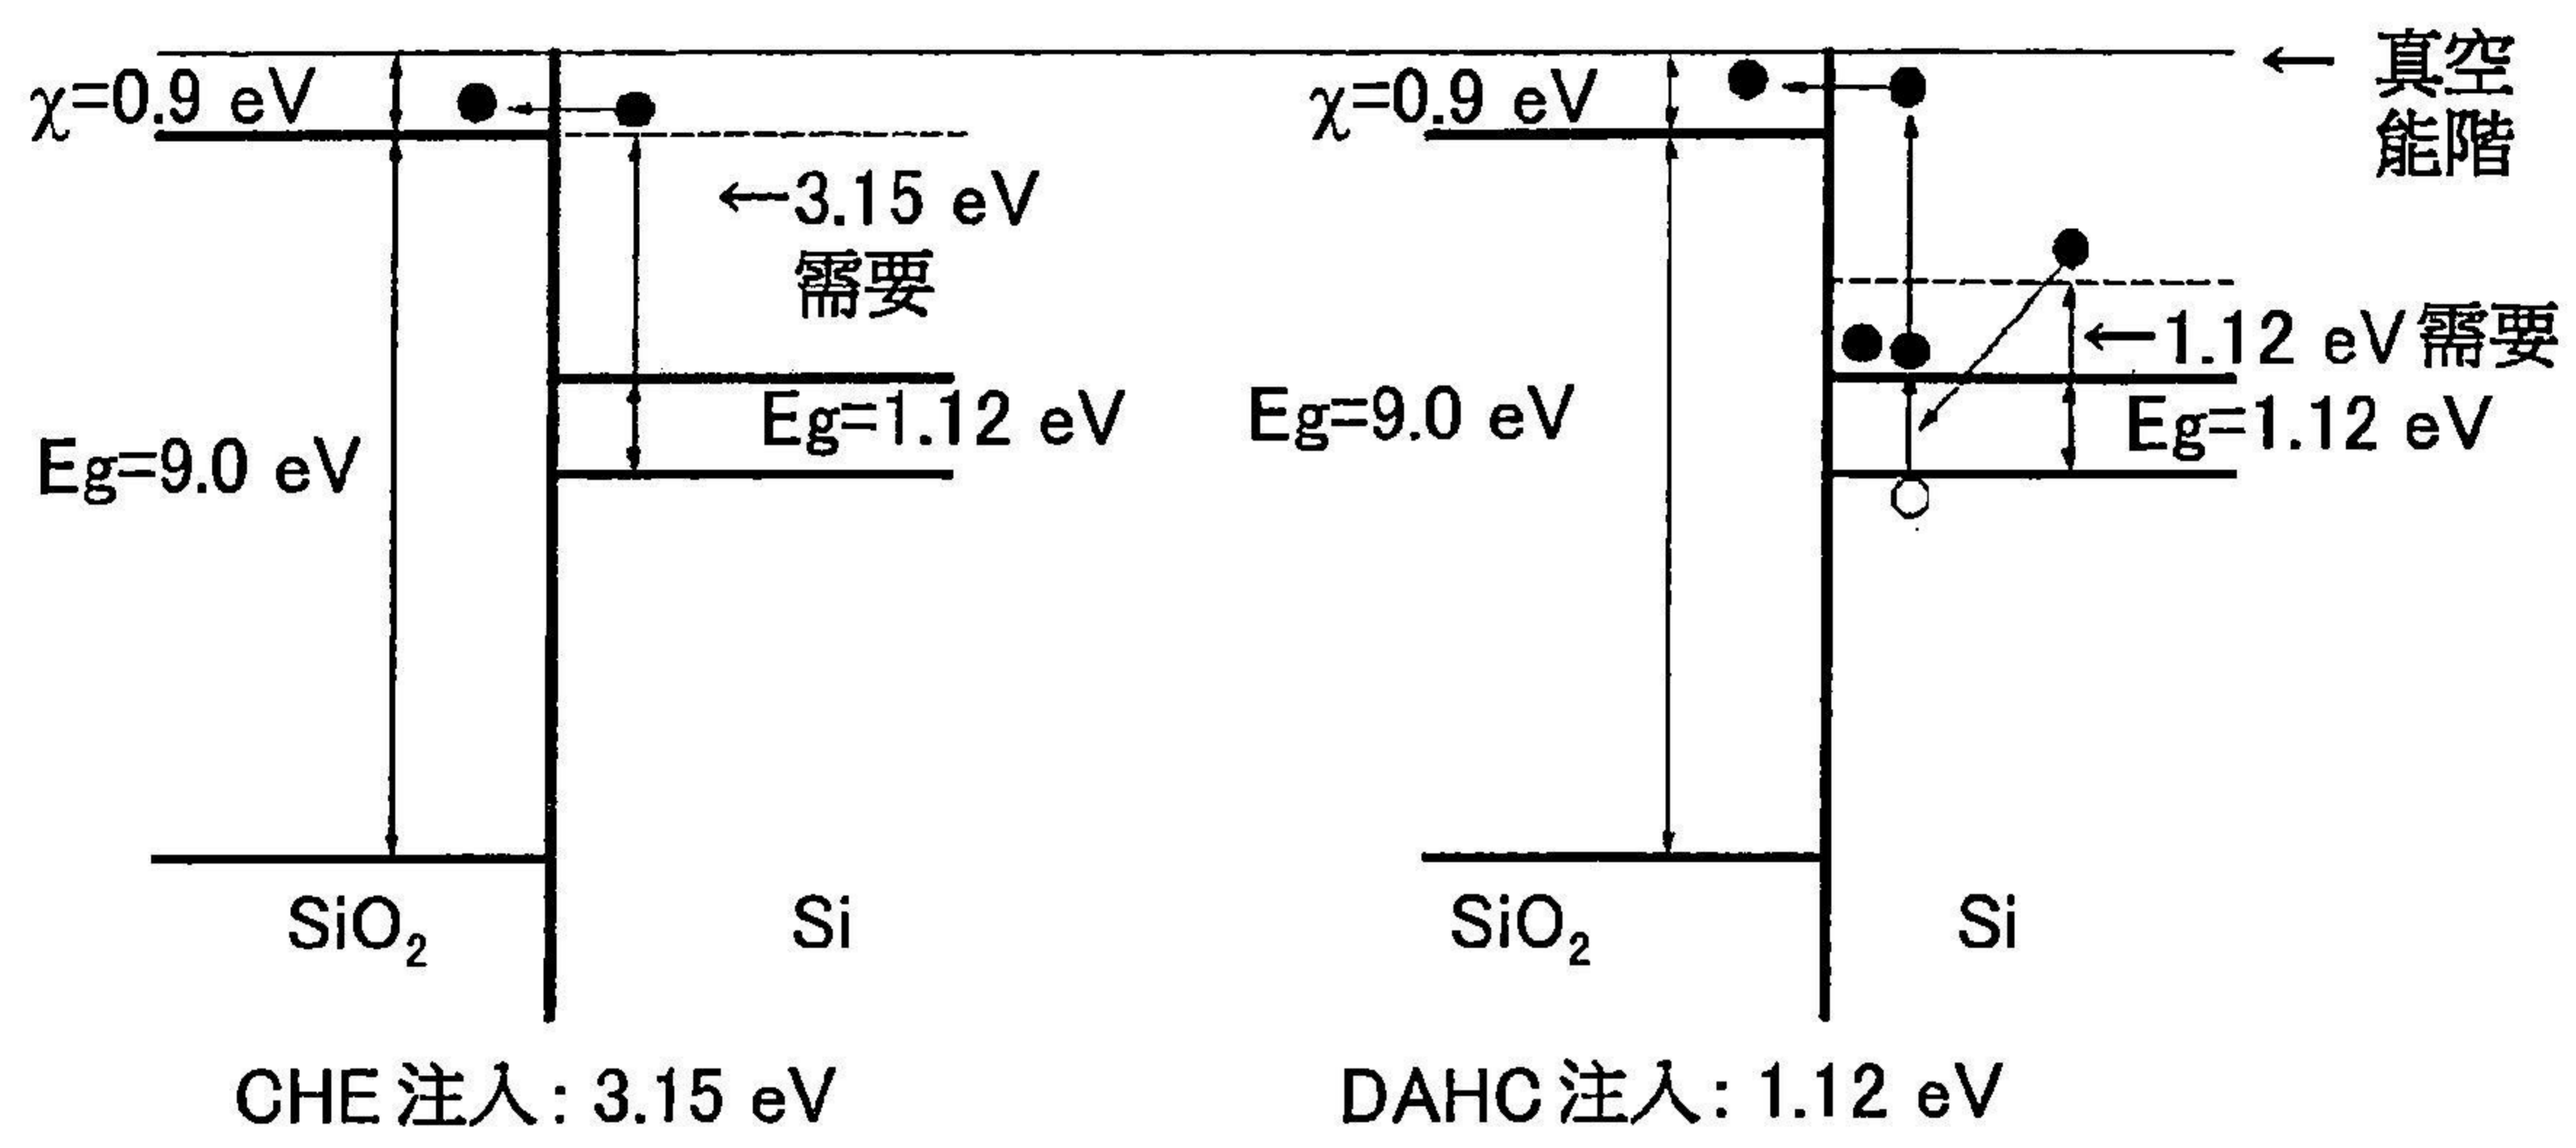 χ=0.9 eV
←3.15 eV
需要
Eg=1.12 eV
Eg=9.0 eV
SiO₂
Si
CHE 注入: 3.15 eV
χ=0.9 eV
← 真空
能階
←1.12 eV 需要
Eg=1.12 eV
Eg=9.0 eV
SiO₂
Si
DAHC 注入: 1.12 eV